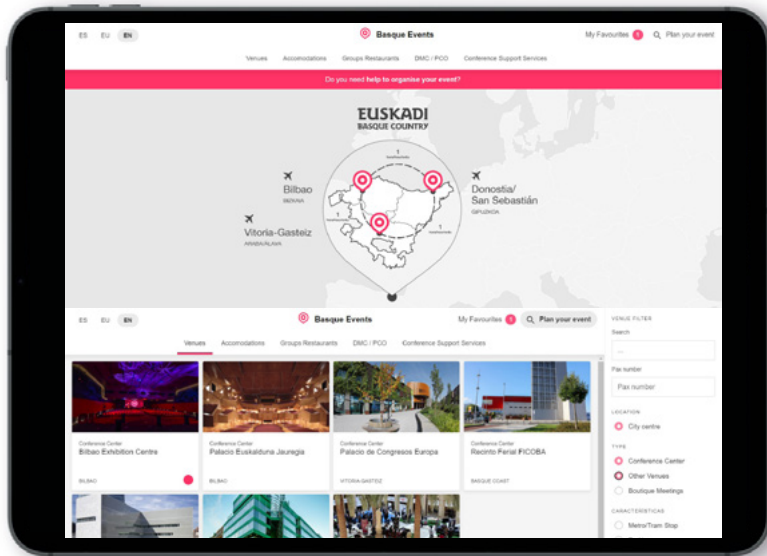 ES EU EN
Basque Events
My Favourites 1 Plan your event
Venues Accomodations Groups Restaurants DMC / PCO Conference Support Services
Do you need help to organise your event?
EUSKADI
BASQUE COUNTRY
1
Bilbao
BIZKAIA
Donostia/
San Sebastián
GIPUZKOA
Vitoria-Gasteiz
ARABA/ÁLAVA
1
1
ES EU EN
Basque Events
My Favourites 1 Plan your event
Venues Accomodations Groups Restaurants DMC / PCO Conference Support Services
Conference Center
Bilbao Exhibition Centre
BILBAO
Conference Center
Palacio Euskalduna Jauregia
BILBAO
Conference Center
Palacio de Congresos Europa
VITORIA-GASTEIZ
Conference Center
Recinto Ferial FICOBA
BASQUE COAST
VENUE FILTER
Search
...
Pax number
Pax number
LOCATION
City centre
TYPE
Conference Center
Other Venues
Boutique Meetings
CARACTERÍSTICAS
Metro/Tram Stop